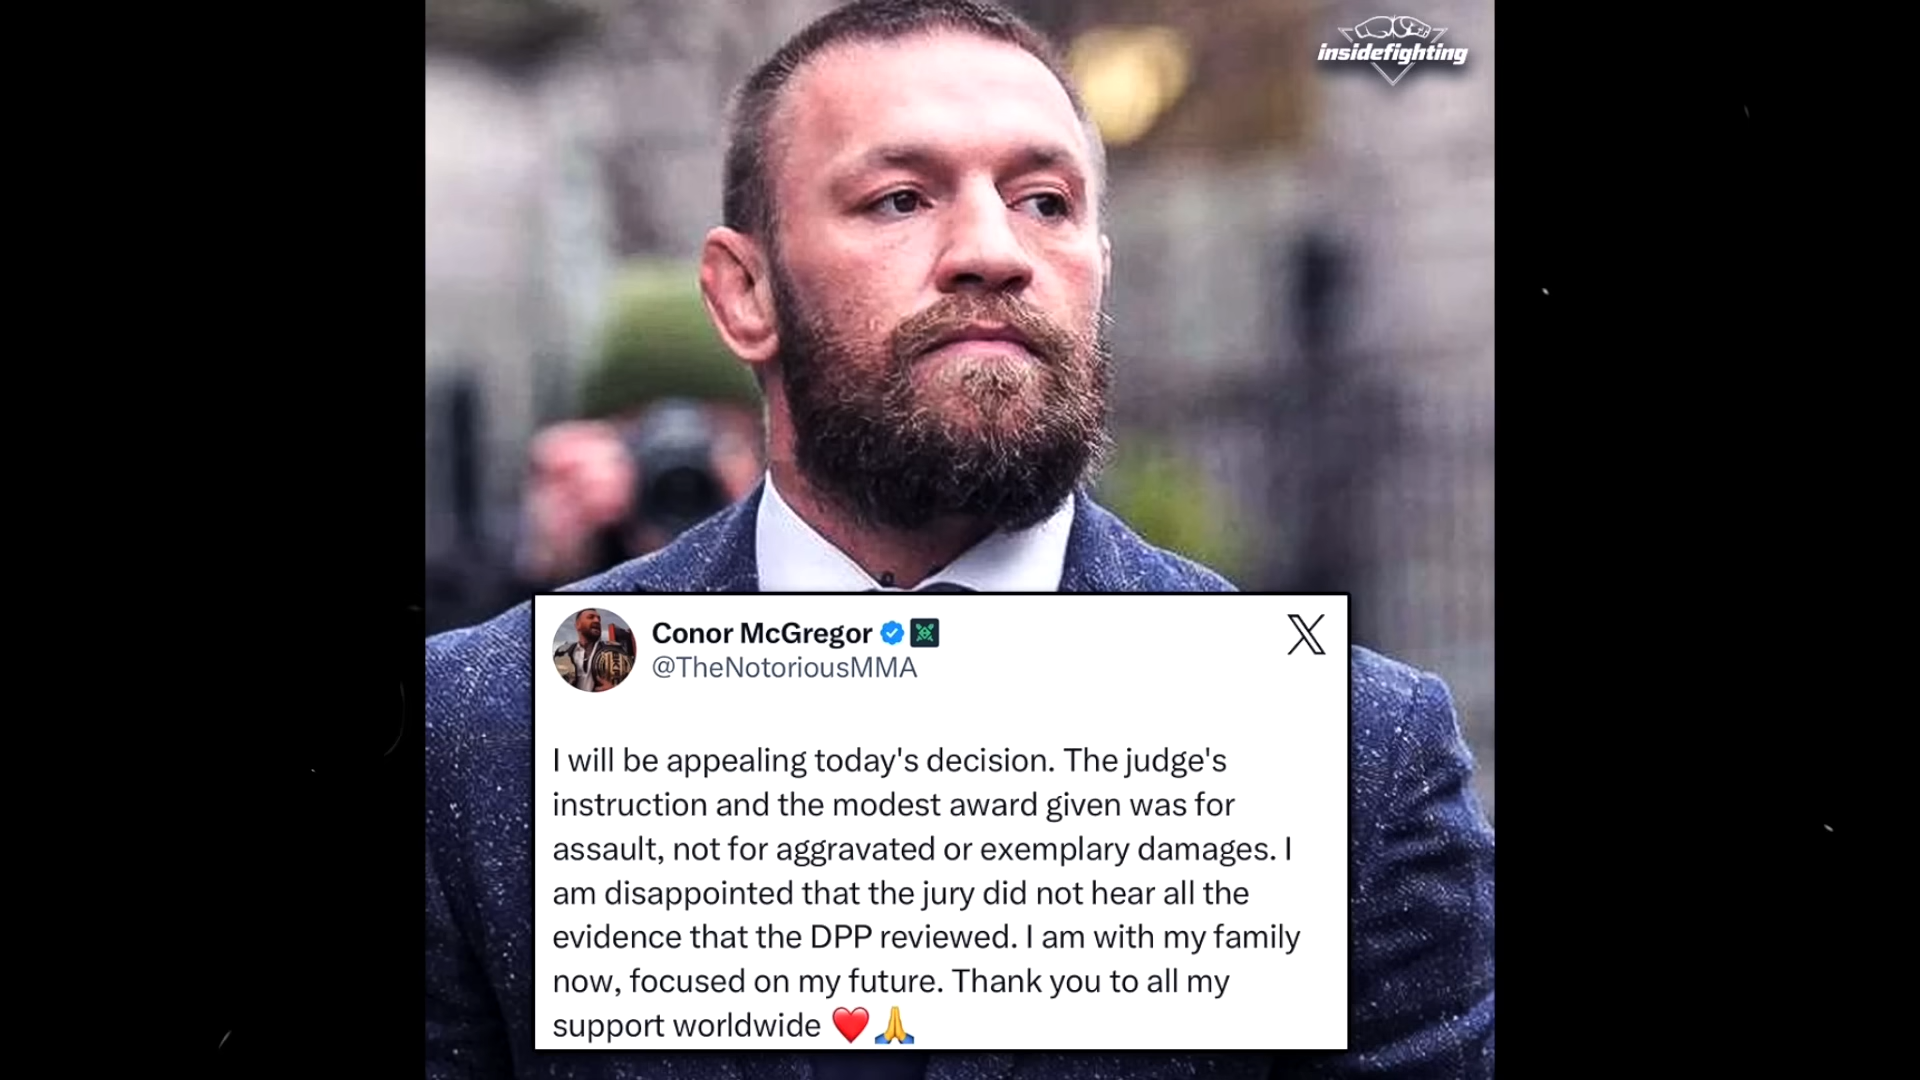 insidefighting
Conor McGregor
@TheNotoriousMMA
I will be appealing today's decision. The judge's
instruction and the modest award given was for
assault, not for aggravated or exemplary damages. I
am disappointed that the jury did not hear all the
evidence that the DPP reviewed. I am with my family
now, focused on my future. Thank you to all my
support worldwide ❤️🙏